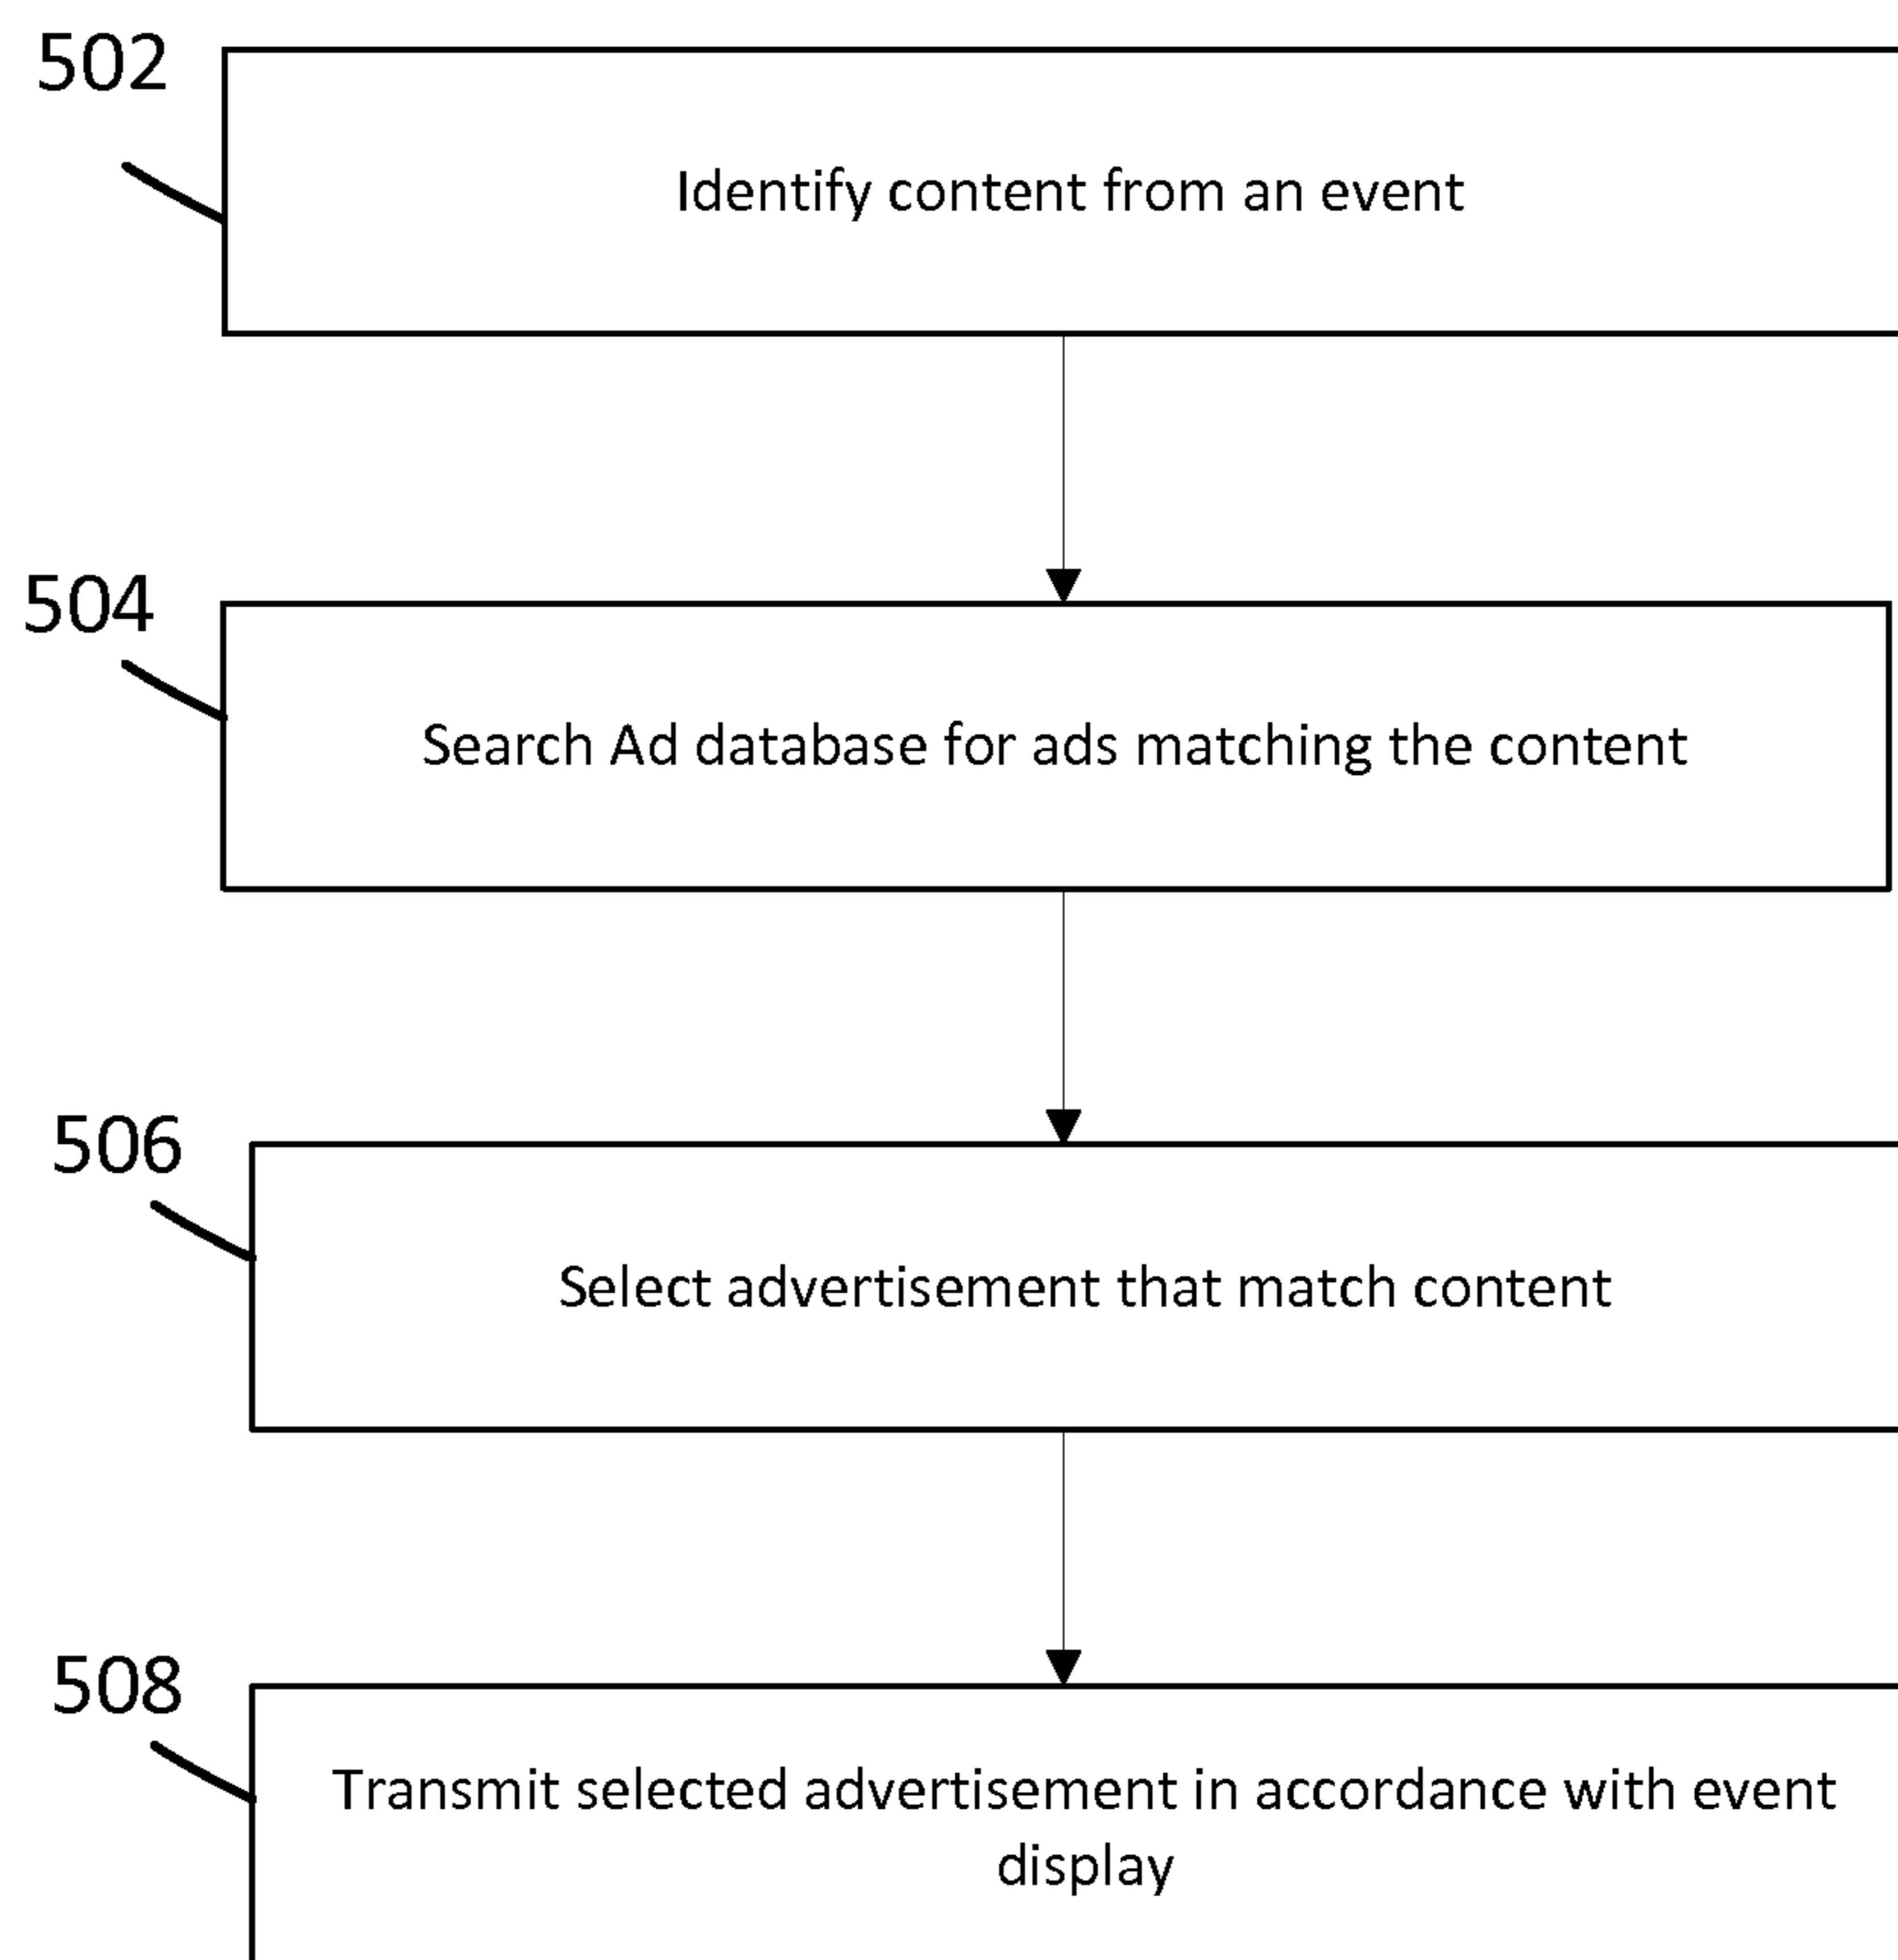 502
Identify content from an event
504
Search Ad database for ads matching the content
506
Select advertisement that match content
508
Transmit selected advertisement in accordance with event
display